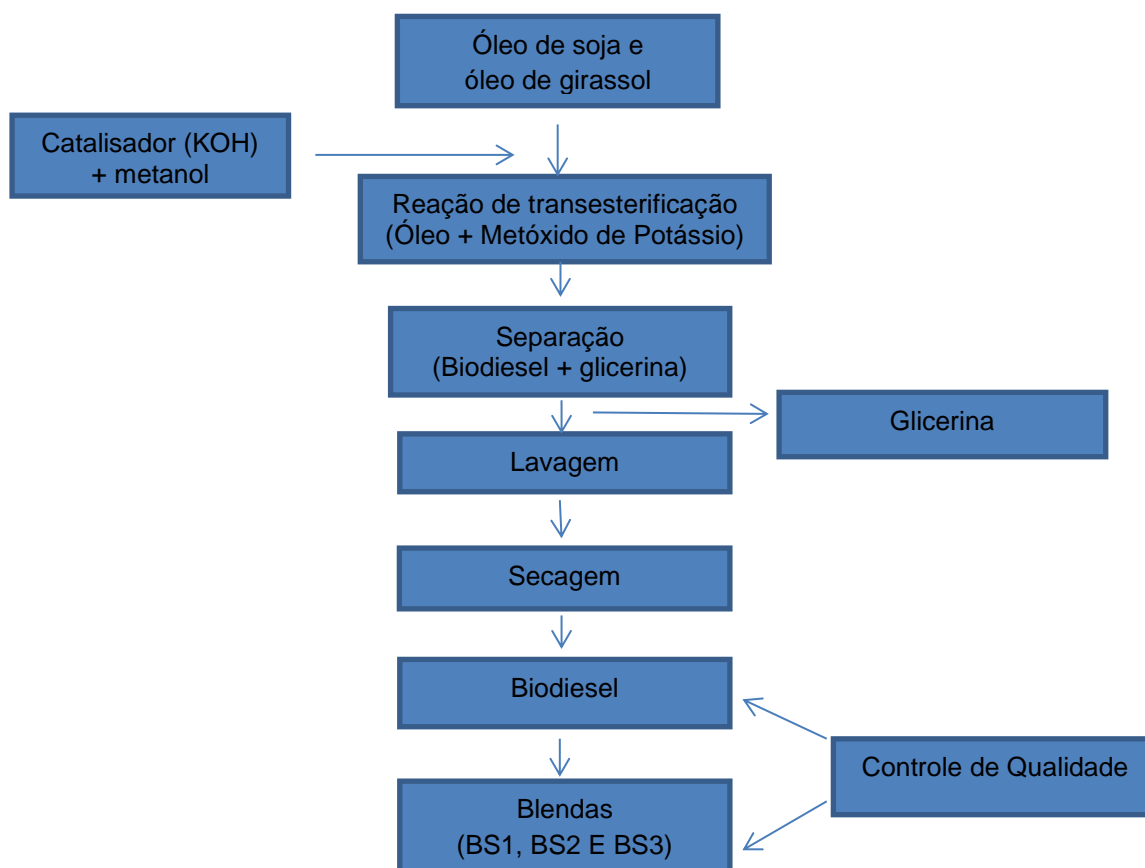 Óleo de soja e
óleo de girassol
Catalisador (KOH)
+ metanol
Reação de transesterificação
(Óleo + Metóxido de Potássio)
Separação
(Biodiesel + glicerina)
Glicerina
Lavagem
Secagem
Biodiesel
Controle de Qualidade
Blendas
(BS1, BS2 E BS3)